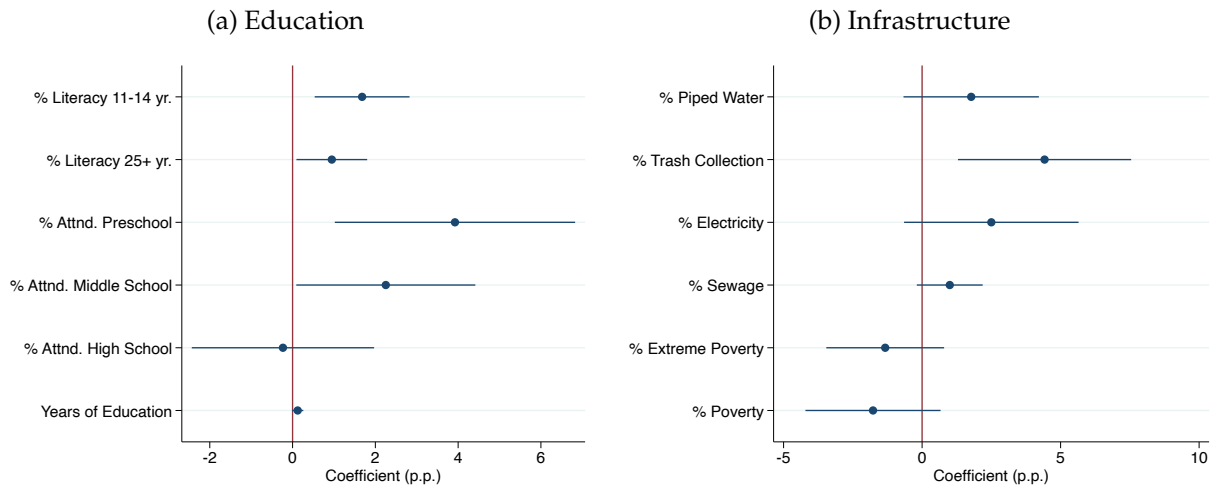 (a) Education
% Literacy 11-14 yr.
% Literacy 25+ yr.
% Attnd. Preschool
% Attnd. Middle School
% Attnd. High School
Years of Education
-2 0 2 4 6
Coefficient (p.p.)
(b) Infrastructure
% Piped Water
% Trash Collection
% Electricity
% Sewage
% Extreme Poverty
% Poverty
-5 0 5 10
Coefficient (p.p.)